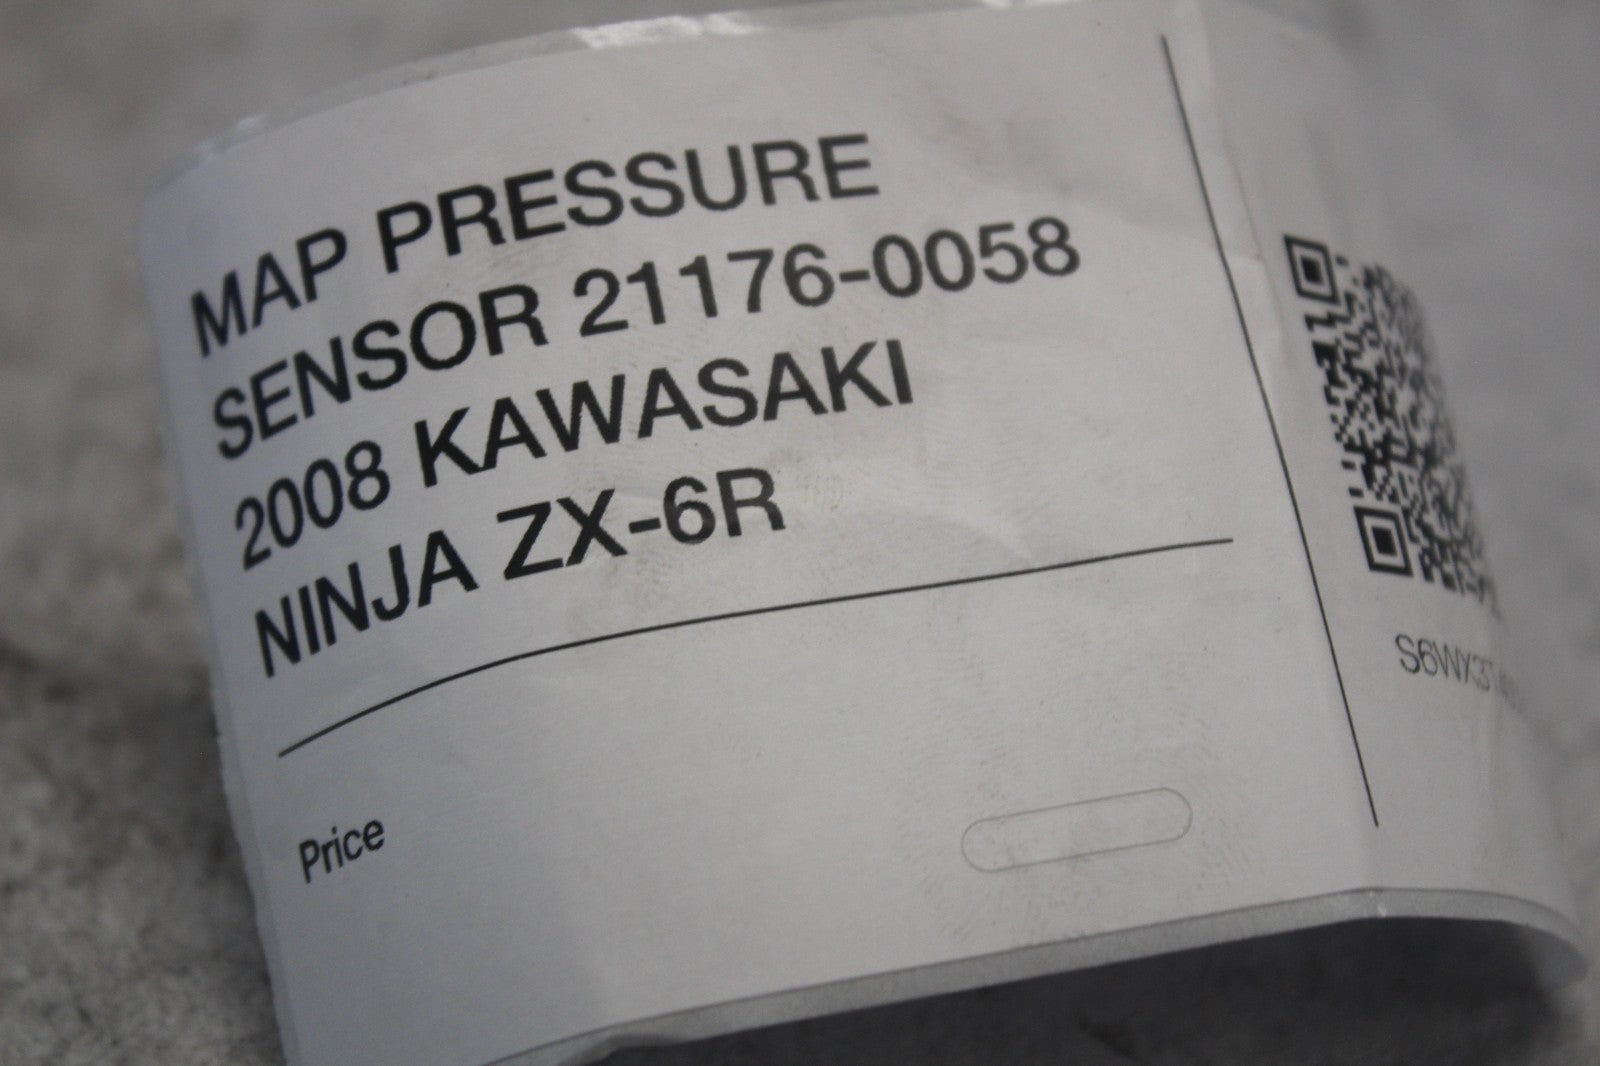 MAP PRESSURE
SENSOR 21176-0058
2008 KAWASAKI
NINJA ZX-6R
Price